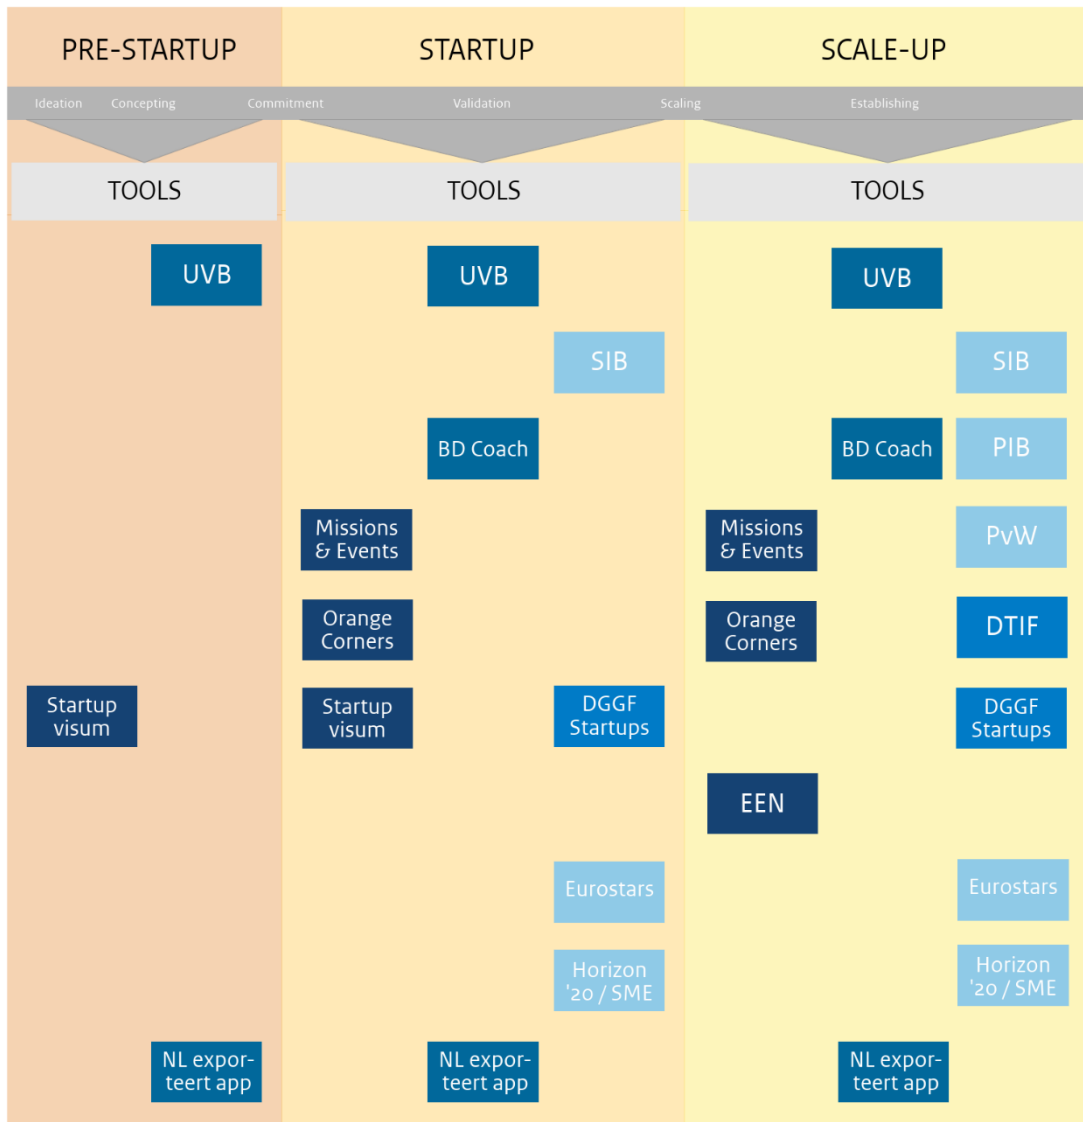 PRE-STARTUP
STARTUP
SCALE-UP
Ideation
Concepting
Commitment
Validation
Scaling
Establishing
TOOLS
TOOLS
TOOLS
UVB
UVB
UVB
SIB
SIB
BD Coach
BD Coach
PIB
Missions
& Events
Missions
& Events
PvW
Orange
Corners
Orange
Corners
DTIF
Startup
visum
Startup
visum
DGGF
Startups
DGGF
Startups
EEN
Eurostars
Eurostars
Horizon
'20 / SME
Horizon
'20 / SME
NL expor-
teert app
NL expor-
teert app
NL expor-
teert app